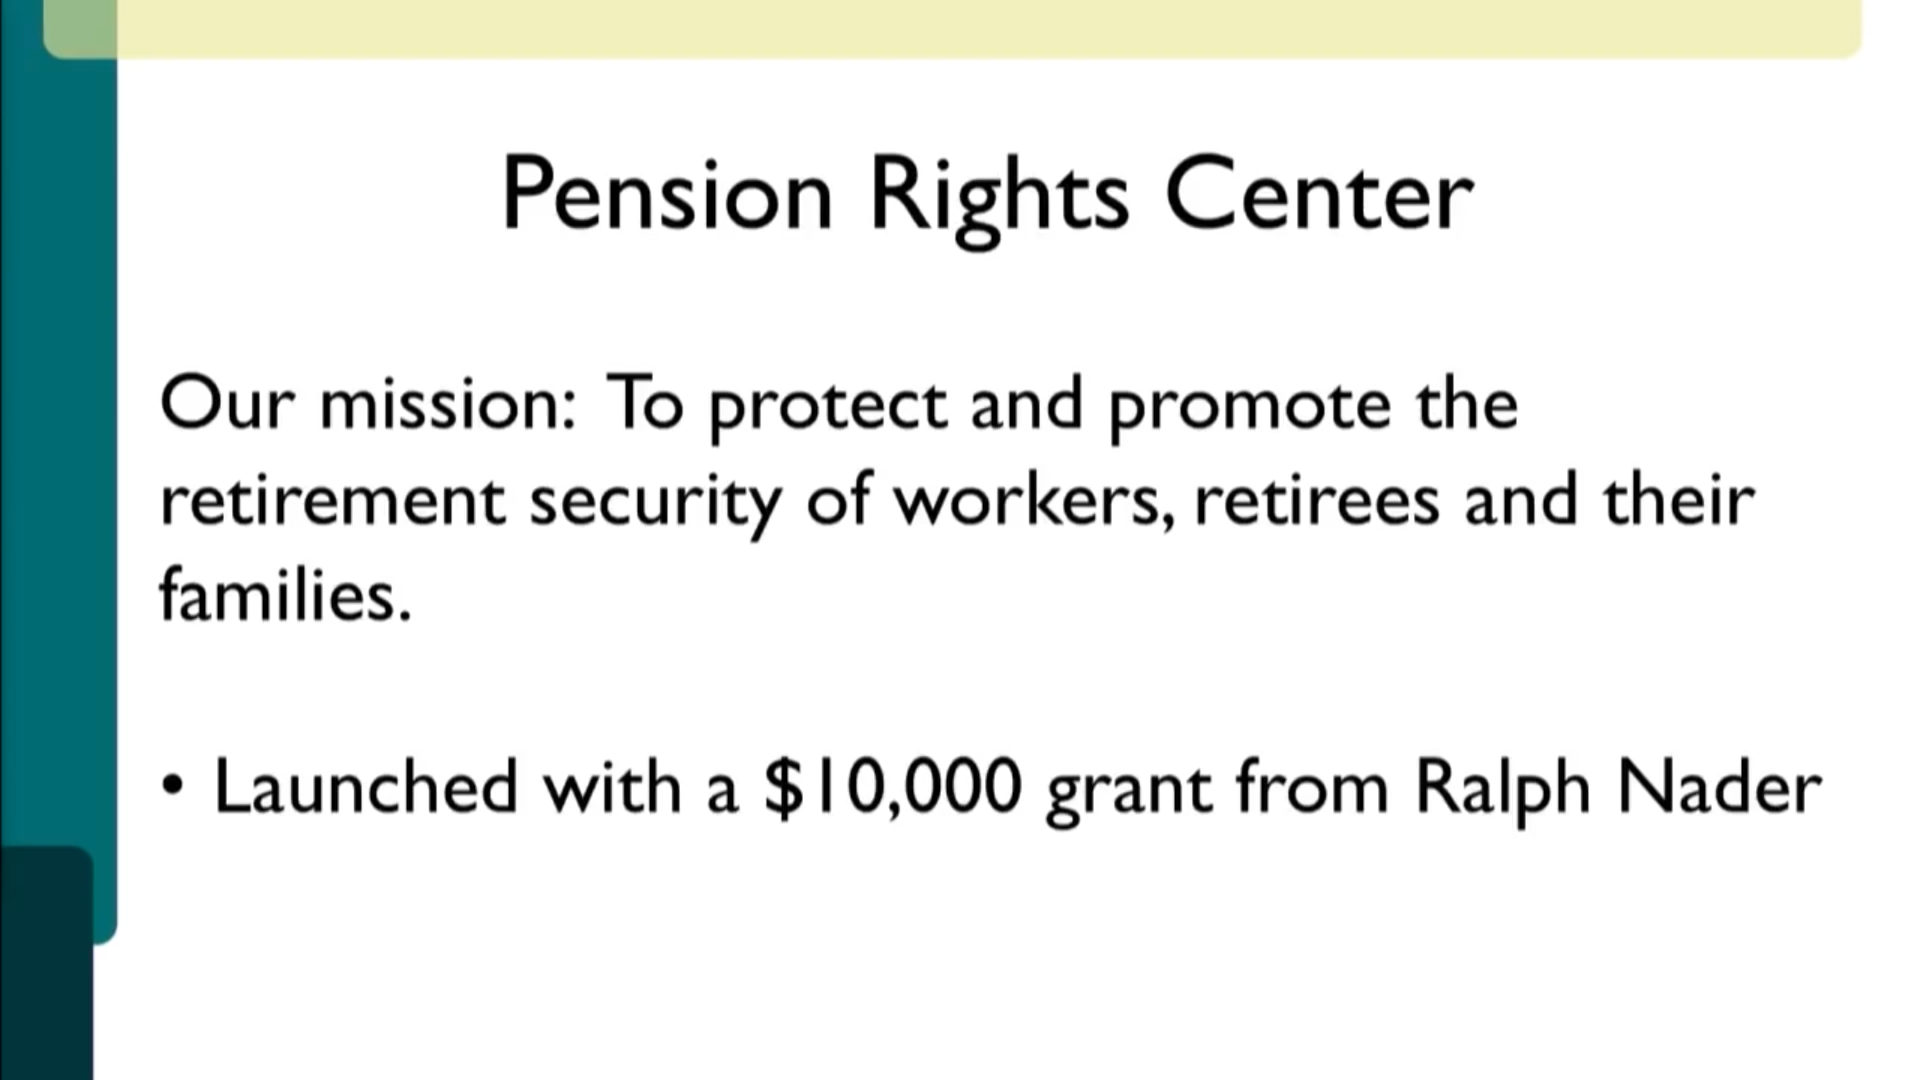 Pension Rights Center
Our mission: To protect and promote the
retirement security of workers, retirees and their
families.
• Launched with a $10,000 grant from Ralph Nader